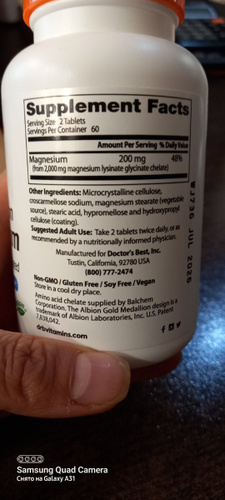 Supplement Facts
Serving Size 2 Tablets
Servings Per Container 60
Amount Per Serving % Daily Value
Magnesium 200 mg 48%
(from 2,000 mg magnesium lysinate glycinate chelate)
Other Ingredients: Microcrystalline cellulose,
croscarmellose sodium, magnesium stearate (vegetable
source), stearic acid, hypromellose and hydroxypropyl
cellulose (coating).
Suggested Adult Use: Take 2 tablets twice daily, or as
recommended by a nutritionally informed physician.
Manufactured for Doctor's Best, Inc.
Tustin, California, 92780 USA
(800) 777-2474
Non-GMO / Gluten Free / Soy Free / Vegan
Store in a cool dry place.
Amino acid chelate supplied by Balchem
Corporation. The Albion Gold Medallion design is a
trademark of Albion Laboratories, Inc. U.S. Patent
7,838,042.
drbvitamins.com
JUL 2026
Samsung Quad Camera
Снято на Galaxy A31